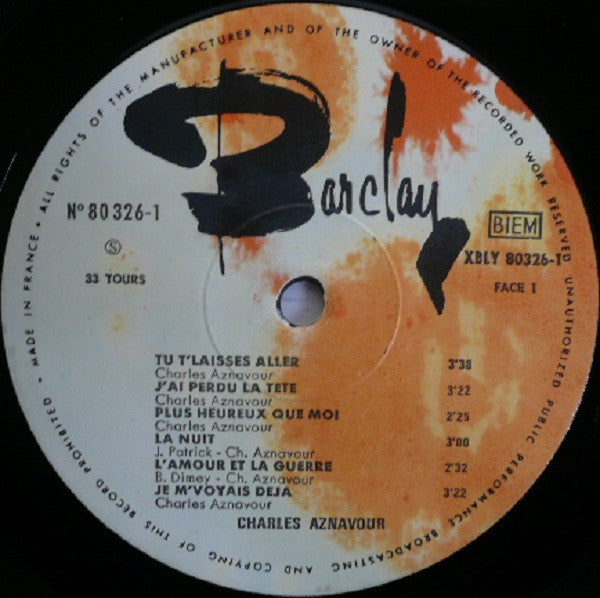 MADE IN FRANCE • ALL RIGHTS OF THE MANUFACTURER AND OF THE OWNER OF THE RECORDED WORK RESERVED UNAUTHORIZED PUBLIC PERFORMANCE BROADCASTING AND COPYING OF THIS RECORD PROHIBITED •
Barclay
Nº 80326-1
S
33 TOURS
BIEM
XBLY 80326-1
FACE 1
TU T'LAISSES ALLER 3'38
Charles Aznavour
J'AI PERDU LA TETE 3'22
Charles Aznavour
PLUS HEUREUX QUE MOI 2'25
Charles Aznavour
LA NUIT 3'00
J. Patrick - Ch. Aznavour
L'AMOUR ET LA GUERRE 2'32
B. Dimey - Ch. Aznavour
JE M'VOYAIS DEJA 3'22
Charles Aznavour
CHARLES AZNAVOUR